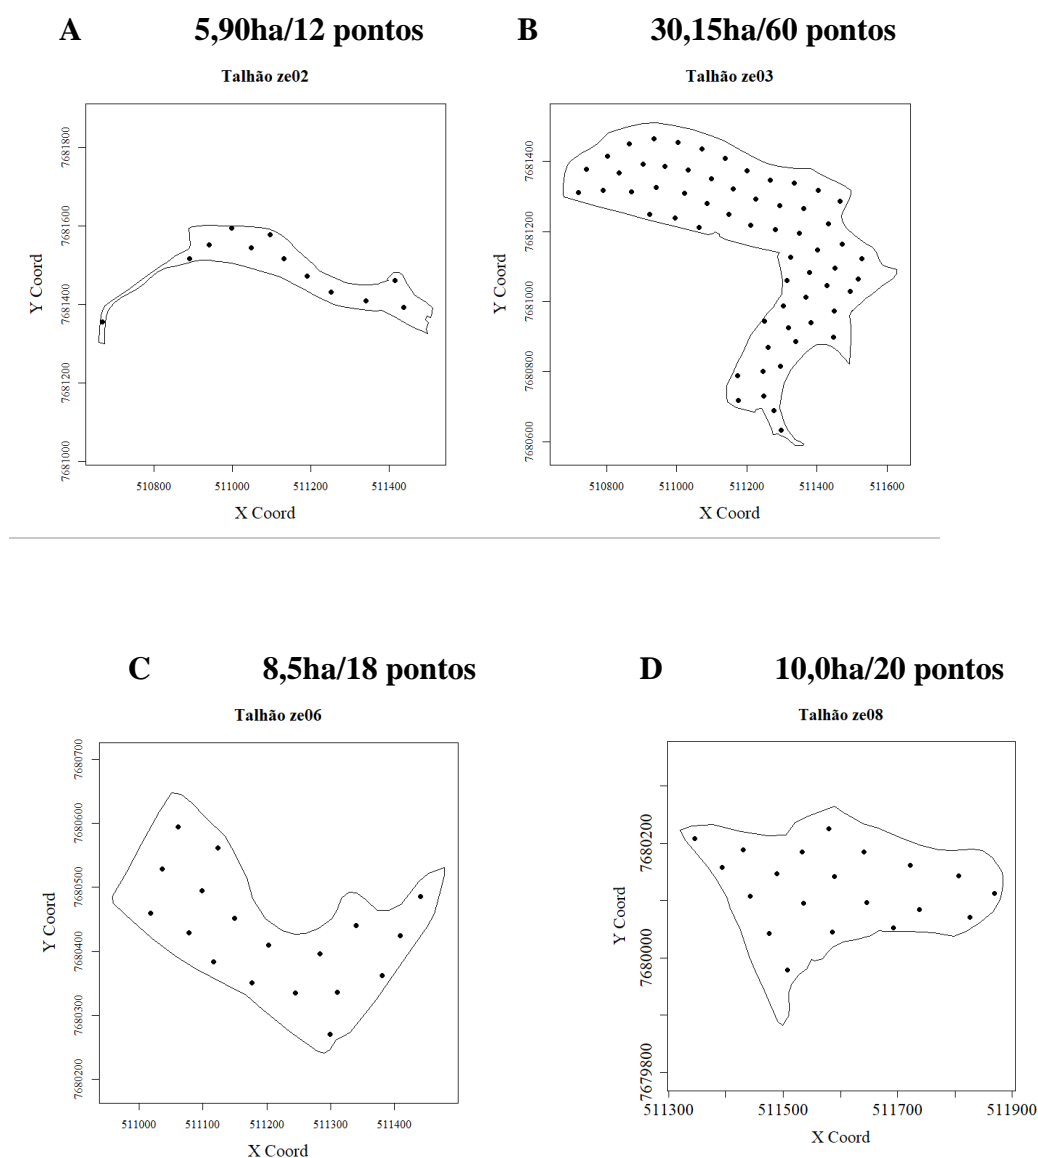 A 5,90ha/12 pontos
Talhão ze02
Y Coord
7681800
7681600
7681400
7681200
7681000
510800 511000 511200 511400
X Coord
B 30,15ha/60 pontos
Talhão ze03
Y Coord
7681400
7681200
7681000
7680800
7680600
510800 511000 511200 511400 511600
X Coord
C 8,5ha/18 pontos
Talhão ze06
Y Coord
7680700
7680600
7680500
7680400
7680300
7680200
511000 511100 511200 511300 511400
X Coord
D 10,0ha/20 pontos
Talhão ze08
Y Coord
7680200
7680000
7679800
511300 511500 511700 511900
X Coord